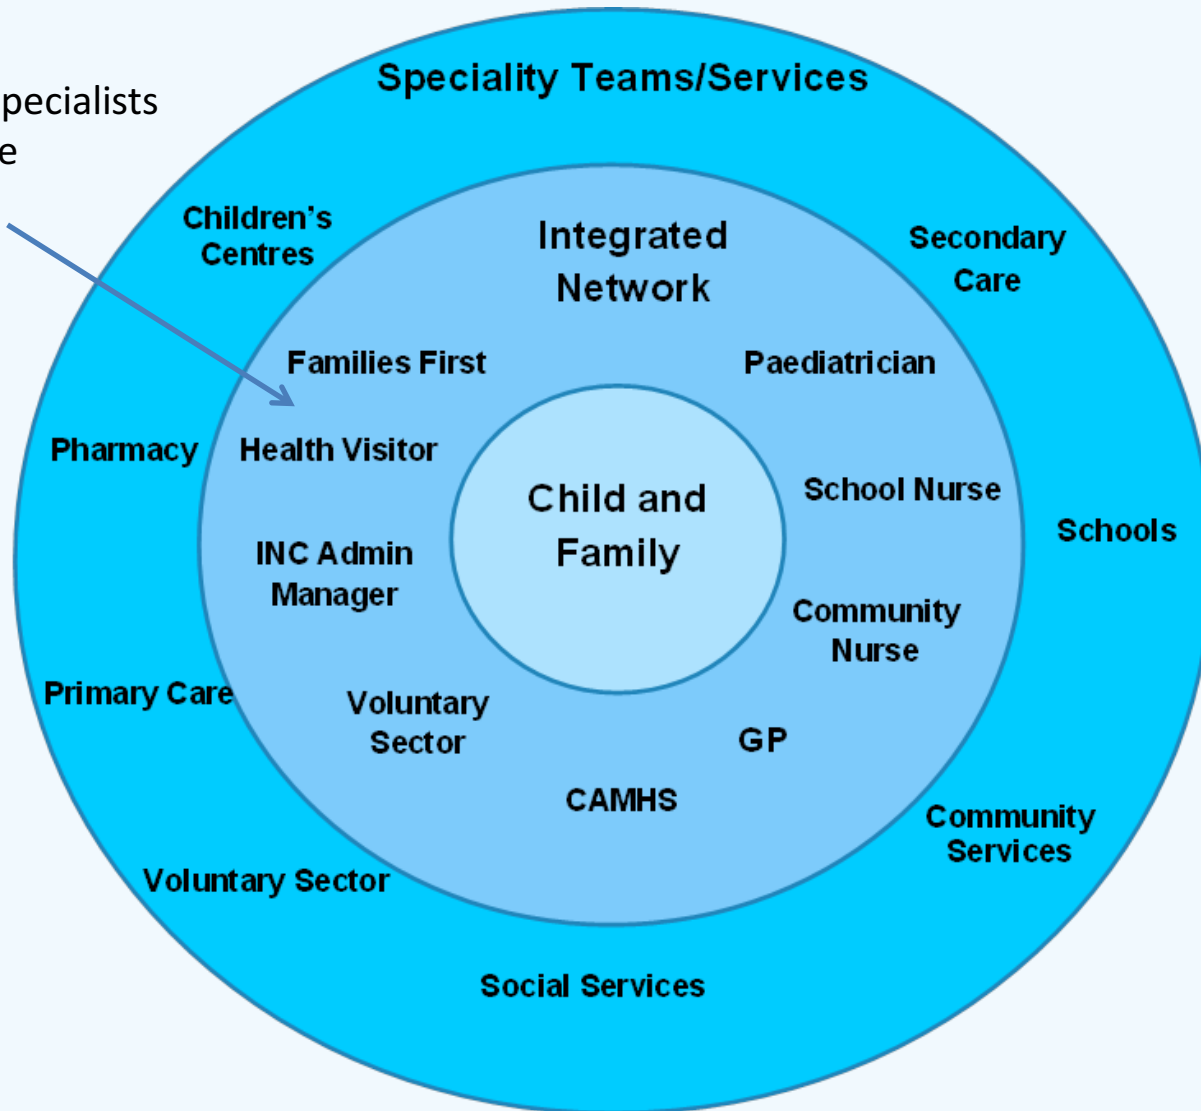 Speciality Teams/Services
pecialists
e
Children’s
Centres
Integrated
Network
Secondary
Care
Families First
Paediatrician
Pharmacy
Health Visitor
Child and
Family
School Nurse
Schools
INC Admin
Manager
Community
Nurse
Primary Care
Voluntary
Sector
GP
CAMHS
Community
Services
Voluntary Sector
Social Services